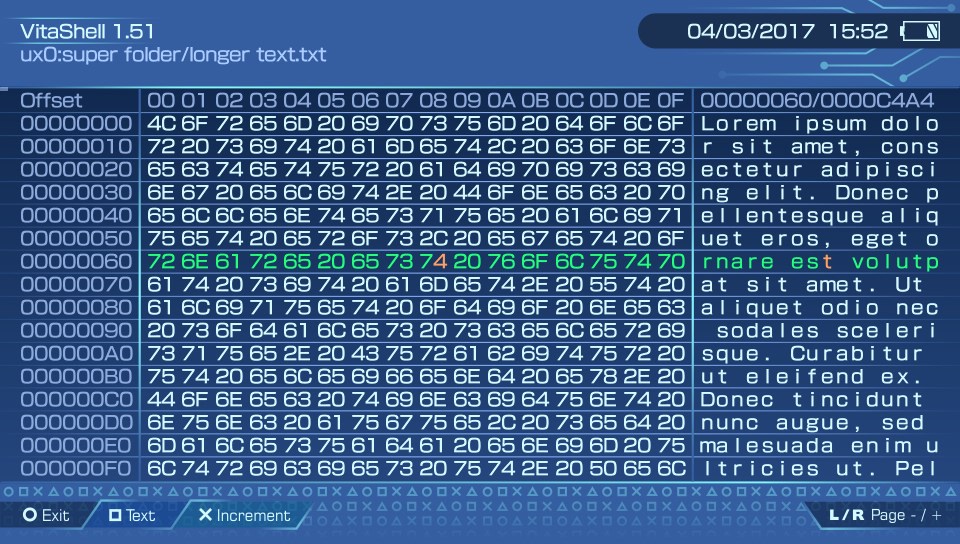 VitaShell 1.51
04/03/2017 15:52
ux0:super folder/longer text.txt
Offset 00 01 02 03 04 05 06 07 08 09 0A 0B 0C 0D 0E 0F 00000060/0000C4A4
00000000 4C 6F 72 65 6D 20 69 70 73 75 6D 20 64 6F 6C 6F Lorem ipsum dolo
00000010 72 20 73 69 74 20 61 6D 65 74 2C 20 63 6F 6E 73 r sit amet, cons
00000020 65 63 74 65 74 75 72 20 61 64 69 70 69 73 63 69 ectetur adipisci
00000030 6E 67 20 65 6C 69 74 2E 20 44 6F 6E 65 63 20 70 ng elit. Donec p
00000040 65 6C 6C 65 6E 74 65 73 71 75 65 20 61 6C 69 71 ellentesque aliq
00000050 75 65 74 20 65 72 6F 73 2C 20 65 67 65 74 20 6F uet eros, eget o
00000060 72 6E 61 72 65 20 65 73 74 20 76 6F 6C 75 74 70 rnare est volutp
00000070 61 74 20 73 69 74 20 61 6D 65 74 2E 20 55 74 20 at sit amet. Ut
00000080 61 6C 69 71 75 65 74 20 6F 64 69 6F 20 6E 65 63 aliquet odio nec
00000090 20 73 6F 64 61 6C 65 73 20 73 63 65 6C 65 72 69 sodales sceleri
000000A0 73 71 75 65 2E 20 43 75 72 61 62 69 74 75 72 20 sque. Curabitur
000000B0 75 74 20 65 6C 65 69 66 65 6E 64 20 65 78 2E 20 ut eleifend ex.
000000C0 44 6F 6E 65 63 20 74 69 6E 63 69 64 75 6E 74 20 Donec tincidunt
000000D0 6E 75 6E 63 20 61 75 67 75 65 2C 20 73 65 64 20 nunc augue, sed
000000E0 6D 61 6C 65 73 75 61 64 61 20 65 6E 69 6D 20 75 malesuada enim u
000000F0 6C 74 72 69 63 69 65 73 20 75 74 2E 20 50 65 6C ltricies ut. Pel
Exit Text Increment L/R Page - / +